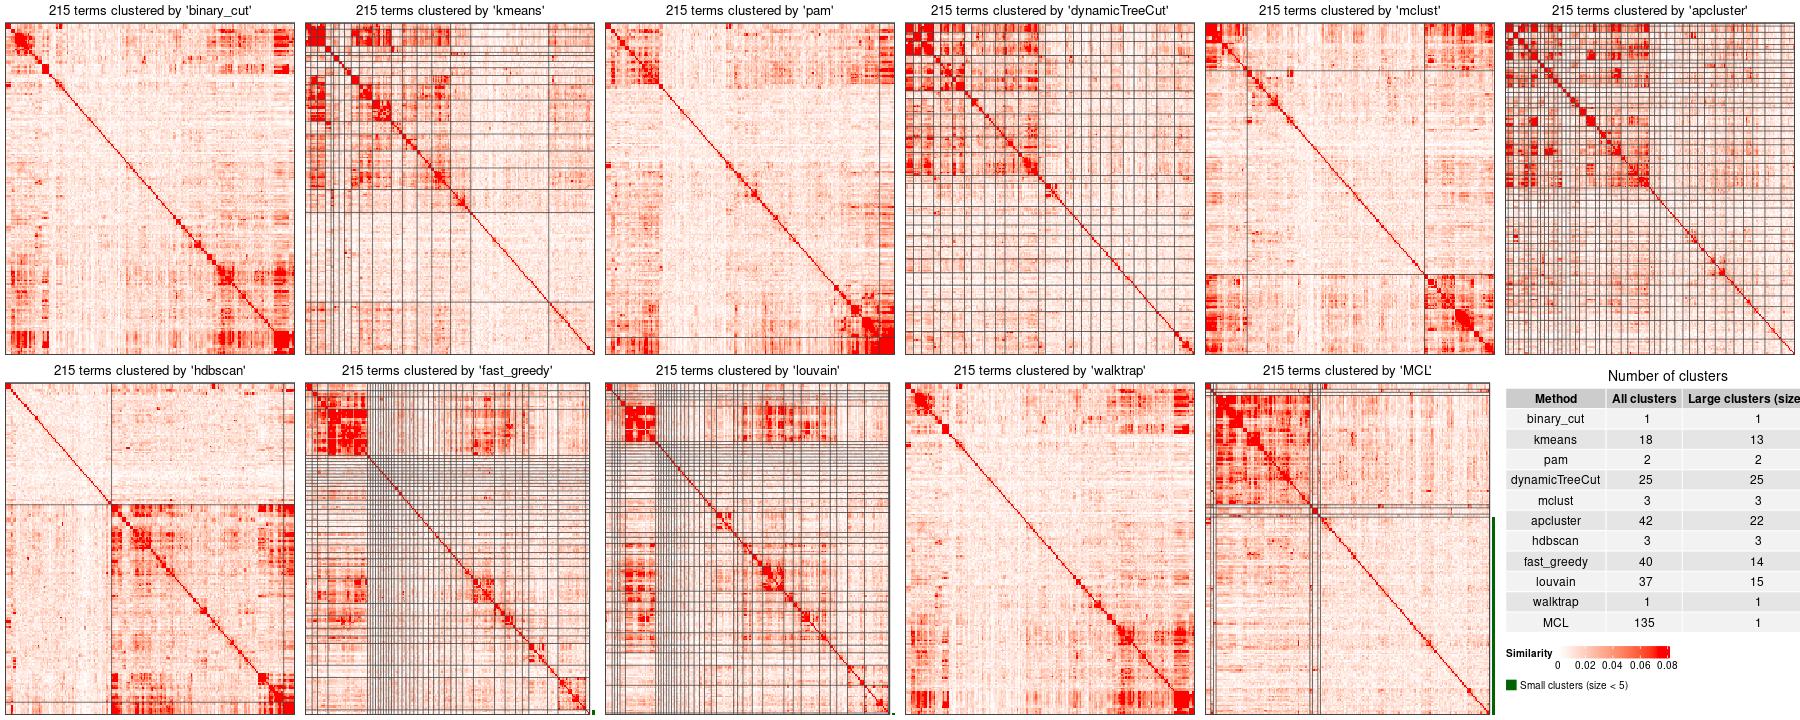 215 terms clustered by 'binary_cut'
215 terms clustered by 'kmeans'
215 terms clustered by 'pam'
215 terms clustered by 'dynamicTreeCut'
215 terms clustered by 'mclust'
215 terms clustered by 'apcluster'
215 terms clustered by 'hdbscan'
215 terms clustered by 'fast_greedy'
215 terms clustered by 'louvain'
215 terms clustered by 'walktrap'
215 terms clustered by 'MCL'
Number of clusters
Method All clusters Large clusters (size
binary_cut 1 1
kmeans 18 13
pam 2 2
dynamicTreeCut 25 25
mclust 3 3
apcluster 42 22
hdbscan 3 3
fast_greedy 40 14
louvain 37 15
walktrap 1 1
MCL 135 1
Similarity
0 0.02 0.04 0.06 0.08
Small clusters (size < 5)